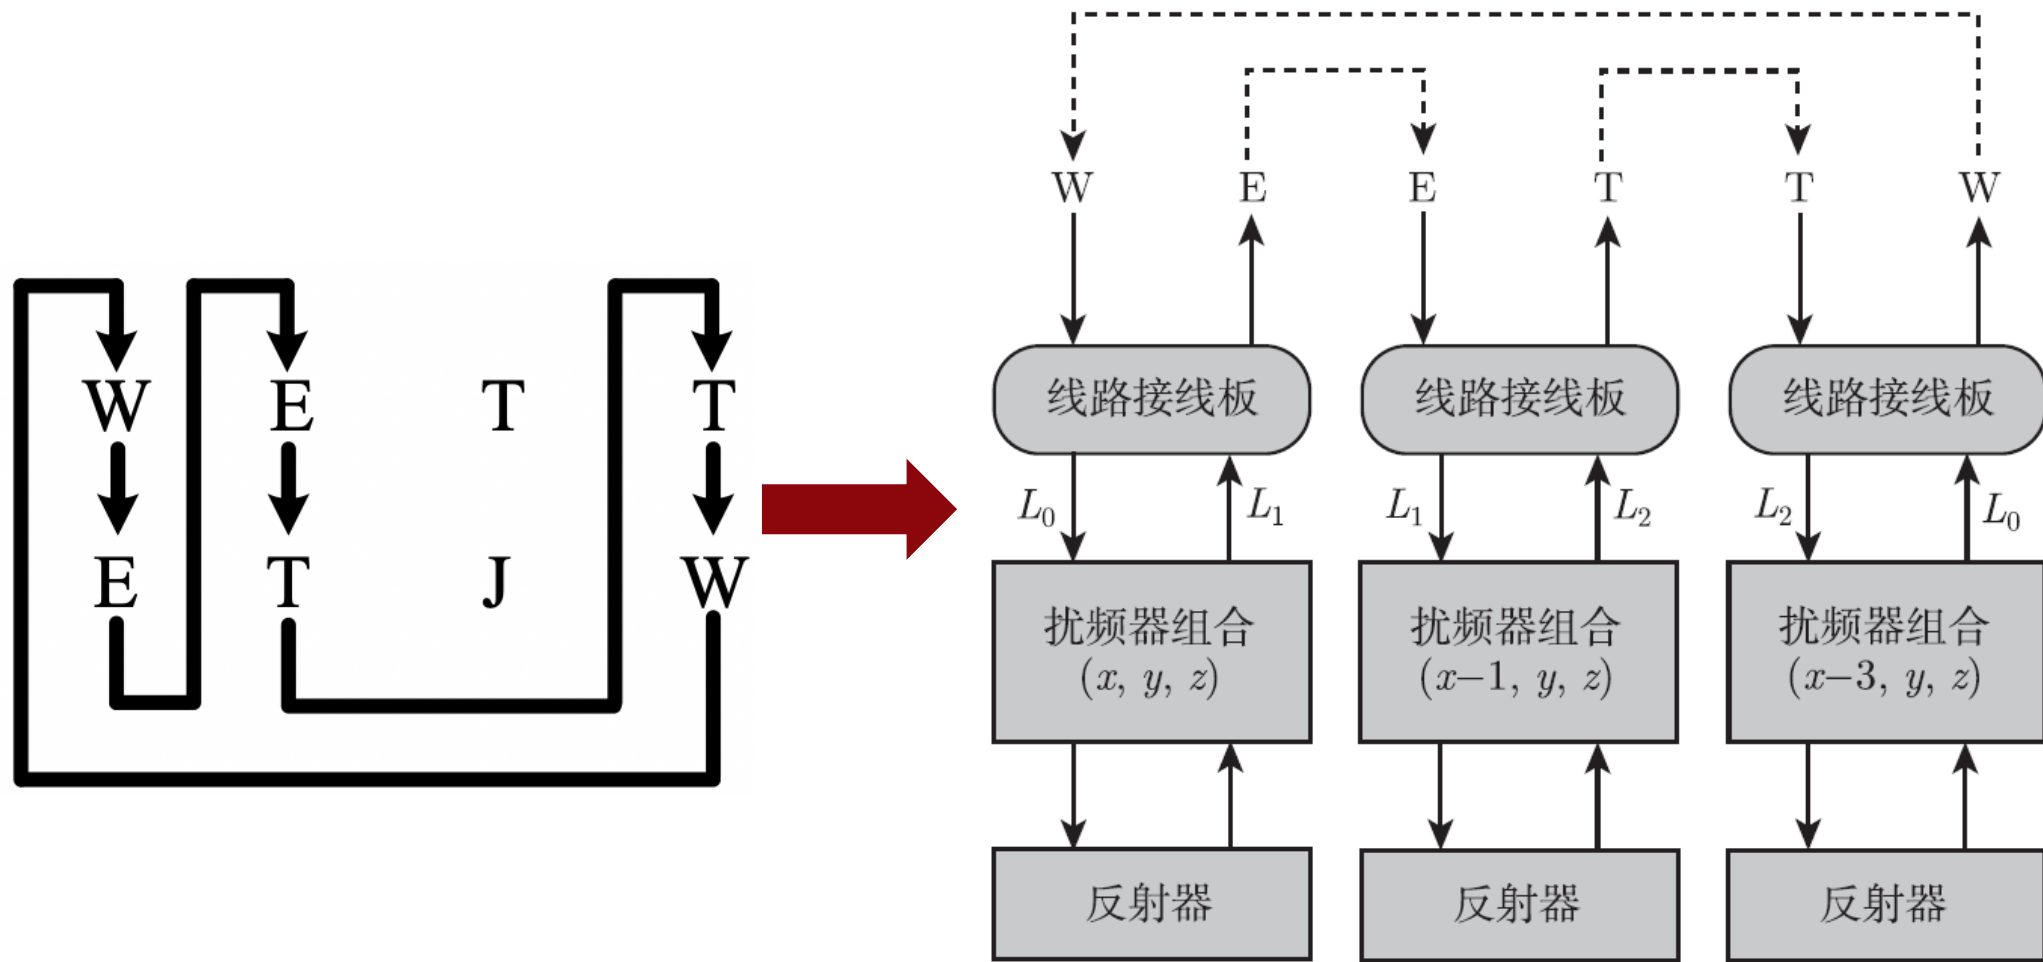 W E T T
E T J W
W E E T T W
线路接线板 线路接线板 线路接线板
L0 L1 L1 L2 L2 L0
扰频器组合 扰频器组合 扰频器组合
(x, y, z) (x−1, y, z) (x−3, y, z)
反射器 反射器 反射器